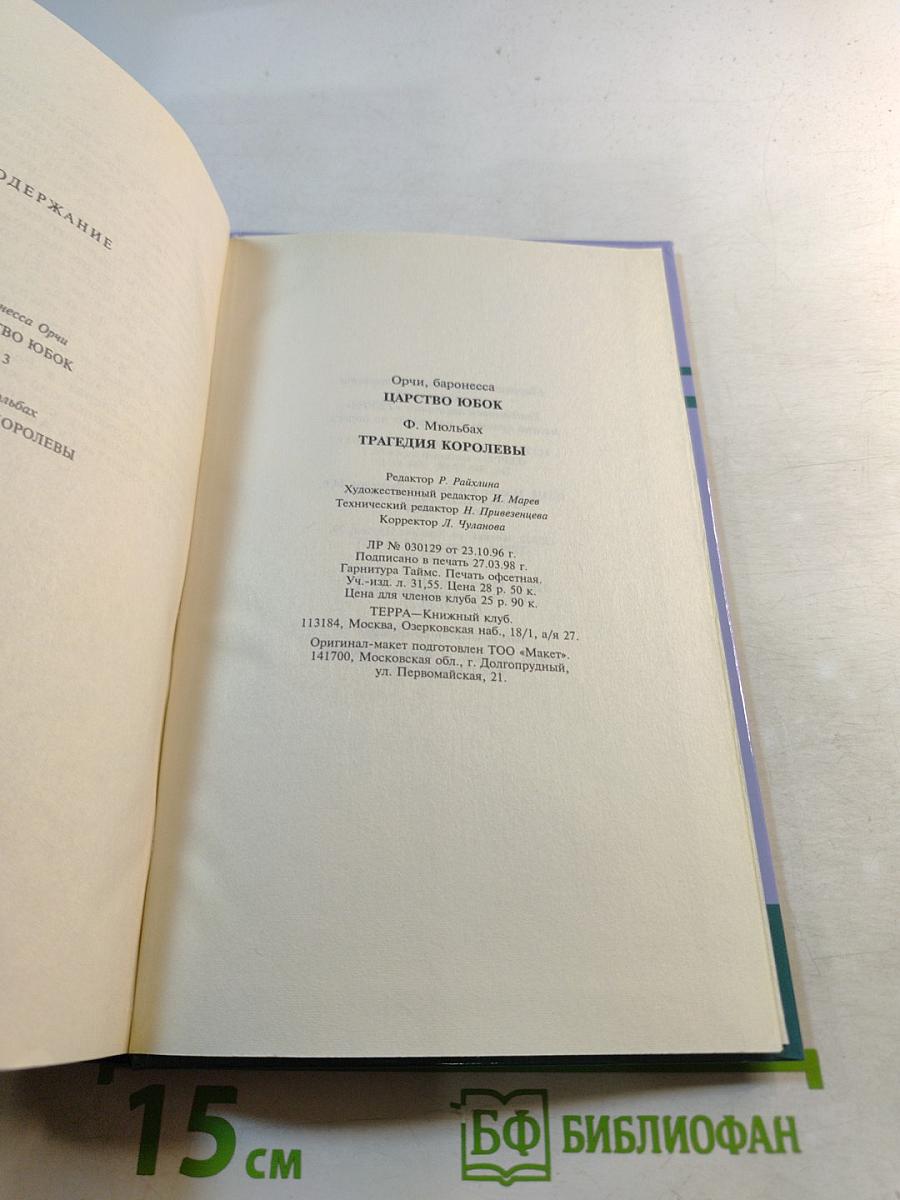 ОДЕРЖАНИЕ
Орчи
ЮБОК
3
ОРОЛЕВЫ
Орчи, баронесса
ЦАРСТВО ЮБОК
Ф. Мюльбах
ТРАГЕДИЯ КОРОЛЕВЫ
Редактор Р. Райхлина
Художественный редактор И. Марев
Технический редактор Н. Привезенцева
Корректор Л. Чуланова
ЛР № 030129 от 23.10.96 г.
Подписано в печать 27.03.98 г.
Гарнитура Таймс. Печать офсетная.
Уч.-изд. л. 31,55. Цена 28 р. 50 к.
Цена для членов клуба 25 р. 90 к.
ТЕРРА—Книжный клуб.
113184, Москва, Озерковская наб., 18/1, а/я 27.
Оригинал-макет подготовлен ТОО «Макет».
141700, Московская обл., г. Долгопрудный,
ул. Первомайская, 21.
15 см
БФ БИБЛИОФАН